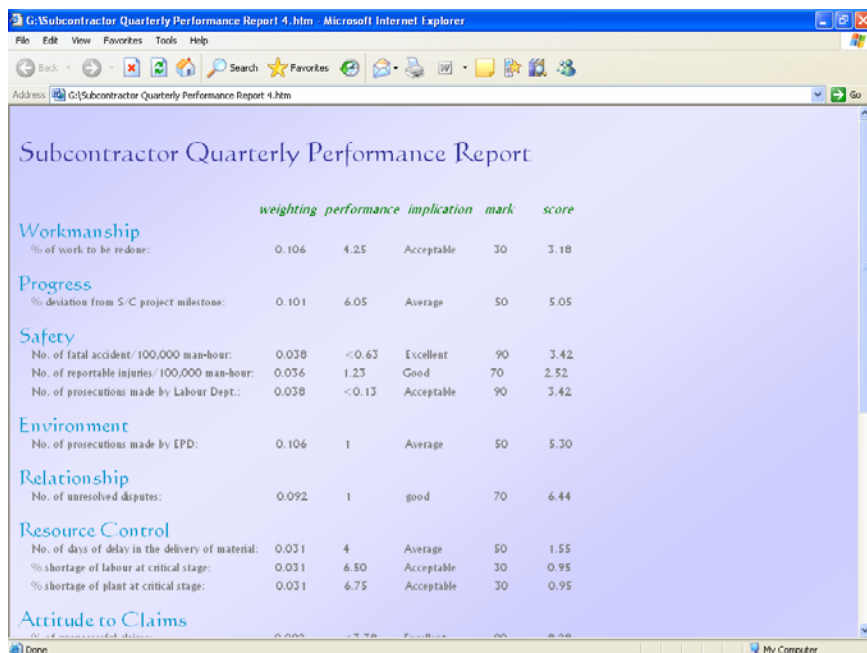 G:\Subcontractor Quarterly Performance Report 4.htm - Microsoft Internet Explorer
File Edit View Favorites Tools Help
Back Search Favorites
Address G:\Subcontractor Quarterly Performance Report 4.htm Go
Subcontractor Quarterly Performance Report
weighting performance implication mark score
Workmanship
% of work to be redone: 0.106 4.25 Acceptable 30 3.18
Progress
% deviation from S/C project milestone: 0.101 6.05 Average 50 5.05
Safety
No. of fatal accident/100,000 man-hour: 0.038 <0.63 Excellent 90 3.42
No. of reportable injuries/100,000 man-hour: 0.036 1.23 Good 70 2.52
No. of prosecutions made by Labour Dept.: 0.038 <0.13 Acceptable 90 3.42
Environment
No. of prosecutions made by EPD: 0.106 1 Average 50 5.30
Relationship
No. of unresolved disputes: 0.092 1 good 70 6.44
Resource Control
No. of days of delay in the delivery of material: 0.031 4 Average 50 1.55
% shortage of labour at critical stage: 0.031 6.50 Acceptable 30 0.95
% shortage of plant at critical stage: 0.031 6.75 Acceptable 30 0.95
Attitude to Claims
Done My Computer